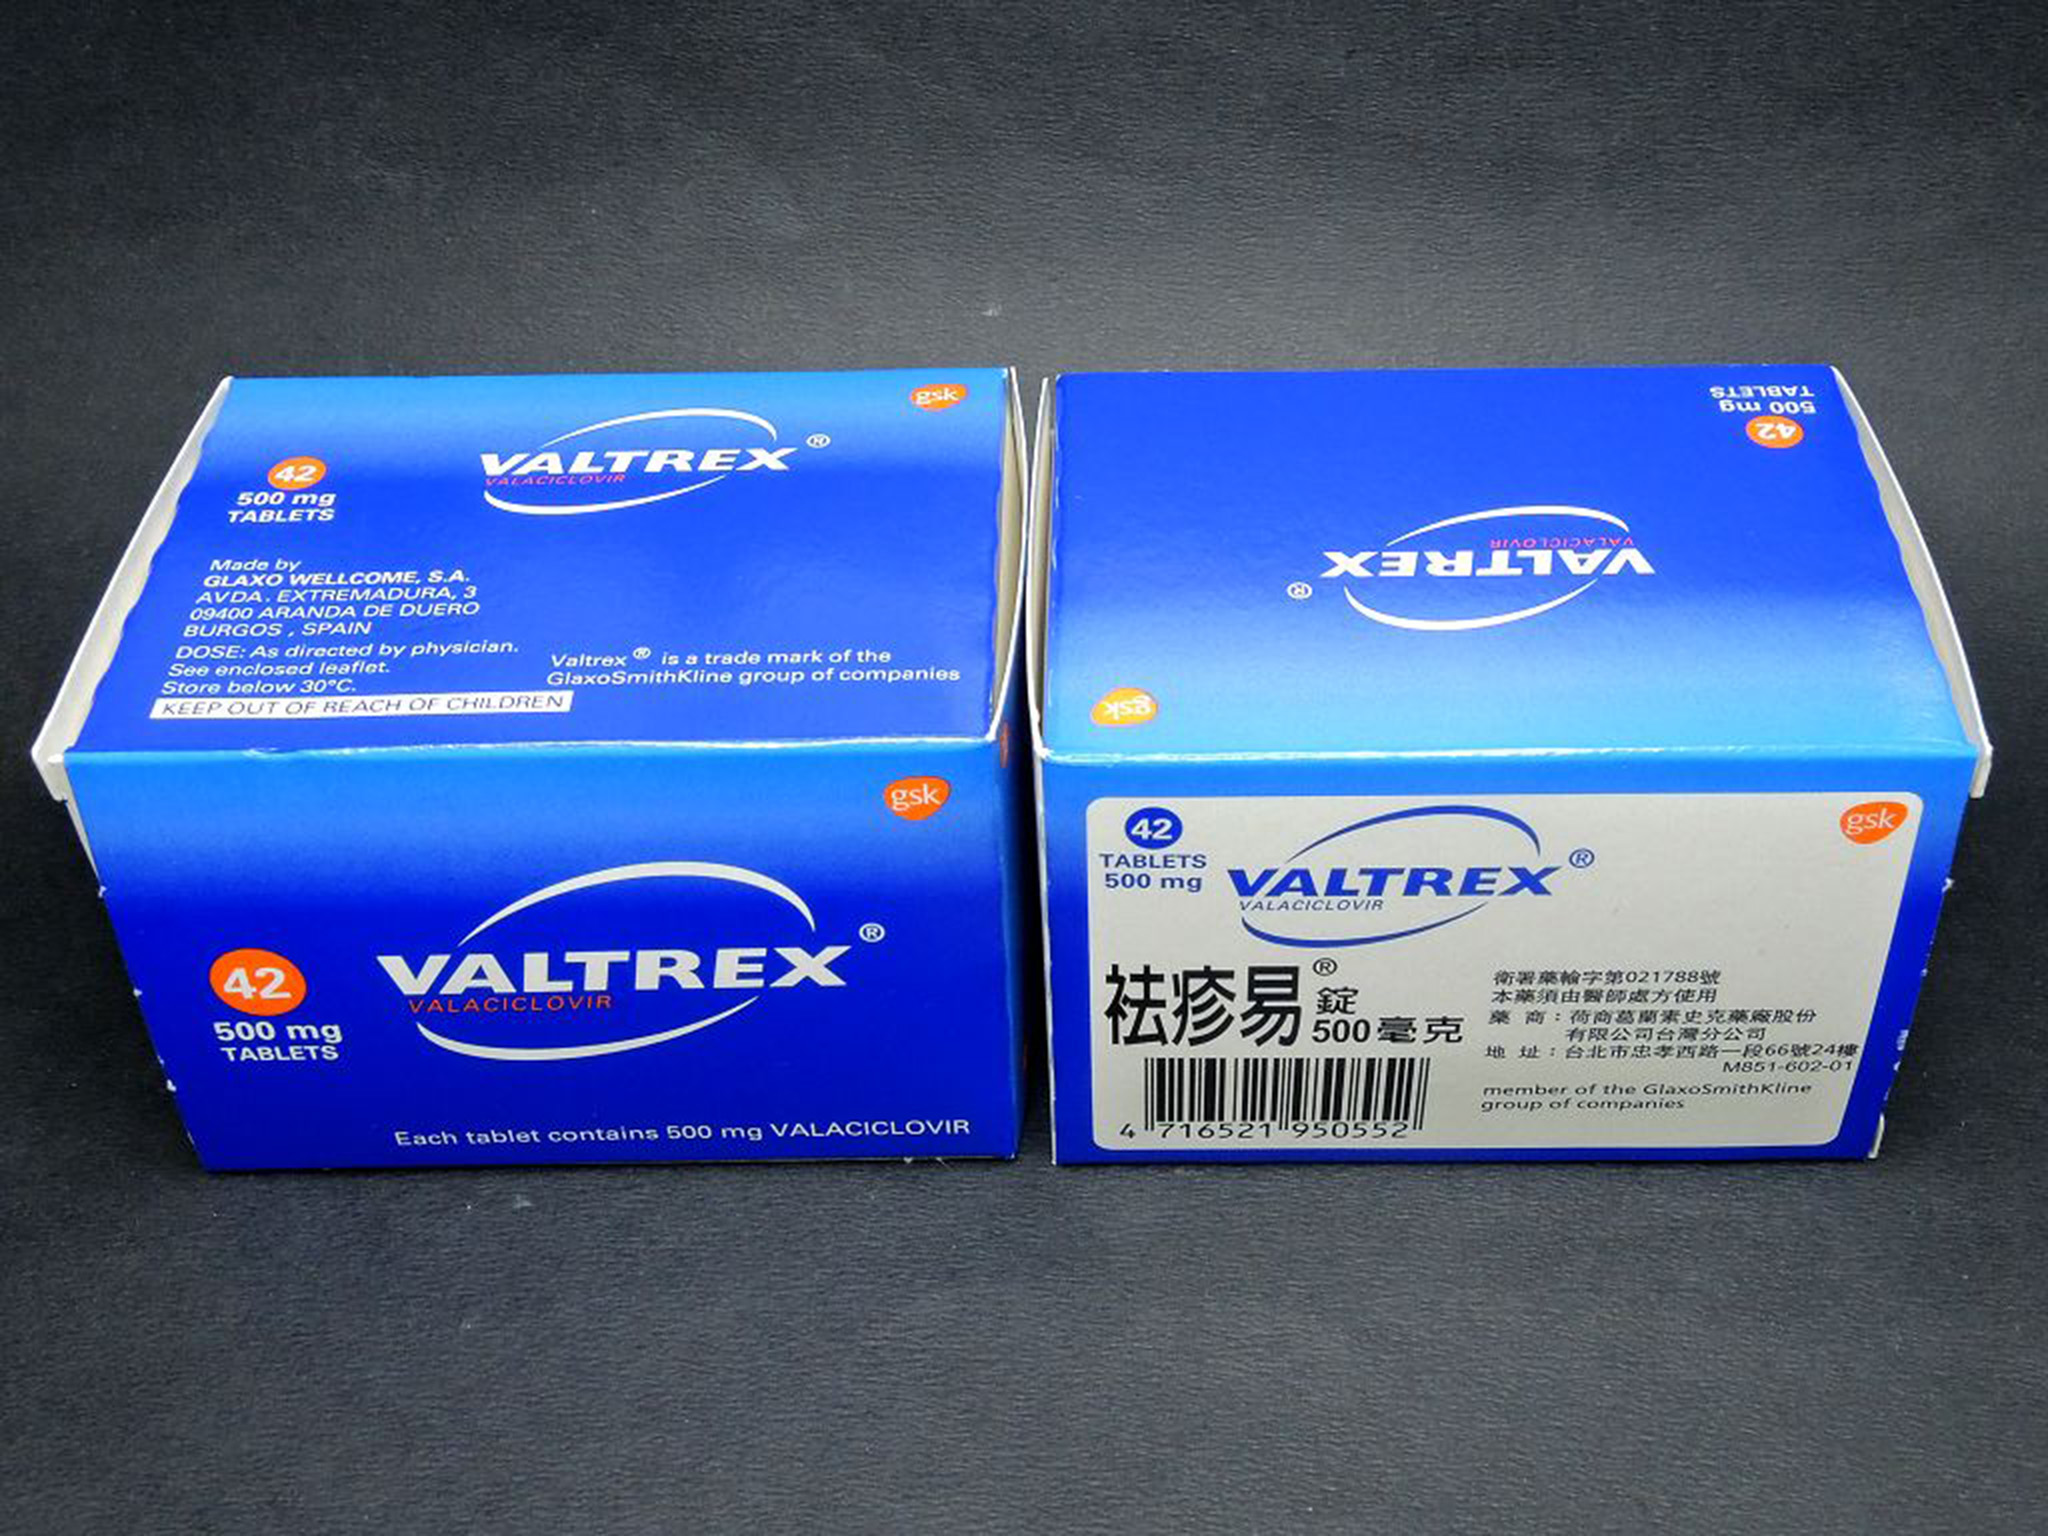 gsk
VALTREX ®
VALACICLOVIR
42
500 mg
TABLETS
Made by
GLAXO WELLCOME, S.A.
AVDA. EXTREMADURA, 3
09400 ARANDA DE DUERO
BURGOS , SPAIN
DOSE: As directed by physician.
See enclosed leaflet.
Store below 30°C.
KEEP OUT OF REACH OF CHILDREN
Valtrex ® is a trade mark of the
GlaxoSmithKline group of companies
gsk
VALTREX ®
VALACICLOVIR
42
500 mg
TABLETS
Each tablet contains 500 mg VALACICLOVIR
42
500 mg
TABLETS
VALTREX ®
VALACICLOVIR
gsk
42
TABLETS
500 mg
VALTREX ®
VALACICLOVIR
gsk
祛疹易® 錠
500 毫克
衛署藥輸字第021788號
本藥須由醫師處方使用
藥 商：荷商葛蘭素史克藥廠股份
有限公司台灣分公司
地 址：台北市忠孝西路一段66號24樓
M851-602-01
member of the GlaxoSmithKline
group of companies
4 716521 950552